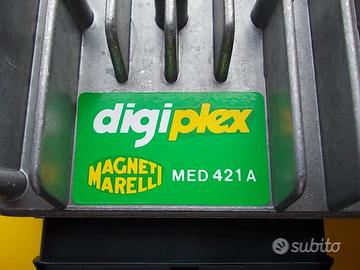 digiplex
MAGNETI
MARELLI
MED 421 A
subito